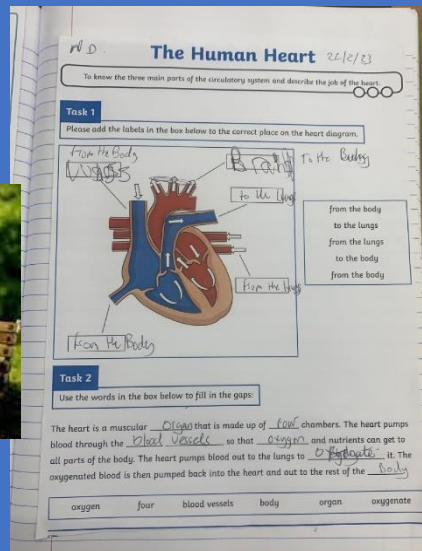 The Human Heart 22/2/23
To know the three main parts of the circulatory system and describe the job of the heart.
Task 1
Please add the labels in the box below to the correct place on the heart diagram.
from the Body
To the Body
to the lungs
from the lungs
from the Body
from the body
to the lungs
from the lungs
to the body
from the body
Task 2
Use the words in the box below to fill in the gaps:
The heart is a muscular organ that is made up of four chambers. The heart pumps
blood through the blood vessels so that oxygen and nutrients can get to
all parts of the body. The heart pumps blood out to the lungs to it. The
oxygenated blood is then pumped back into the heart and out to the rest of the Body
oxygen four blood vessels body organ oxygenate